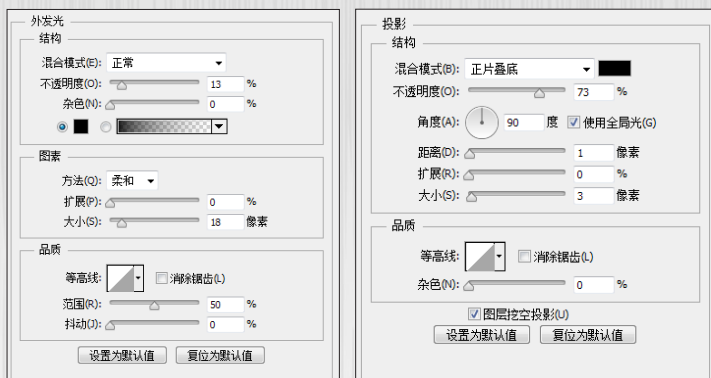 外发光
结构
混合模式(E): 正常
不透明度(O): 13 %
杂色(N): 0 %
图素
方法(Q): 柔和
扩展(P): 0 %
大小(S): 18 像素
品质
等高线: 消除锯齿(L)
范围(R): 50 %
抖动(J): 0 %
设置为默认值 复位为默认值
投影
结构
混合模式(B): 正片叠底
不透明度(O): 73 %
角度(A): 90 度 使用全局光(G)
距离(D): 1 像素
扩展(R): 0 %
大小(S): 3 像素
品质
等高线: 消除锯齿(L)
杂色(N): 0 %
图层挖空投影(U)
设置为默认值 复位为默认值